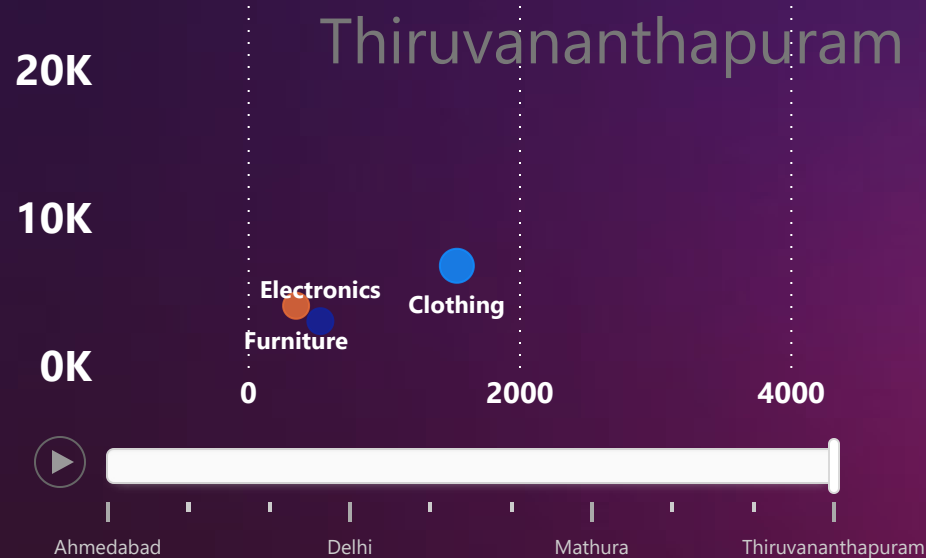 Thiruvananthapuram
20K
10K
Electronics
Clothing
Furniture
0K
0 2000 4000
Ahmedabad Delhi Mathura Thiruvananthapuram